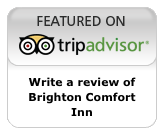 FEATURED ON
tripadvisor®
Write a review of
Brighton Comfort
Inn